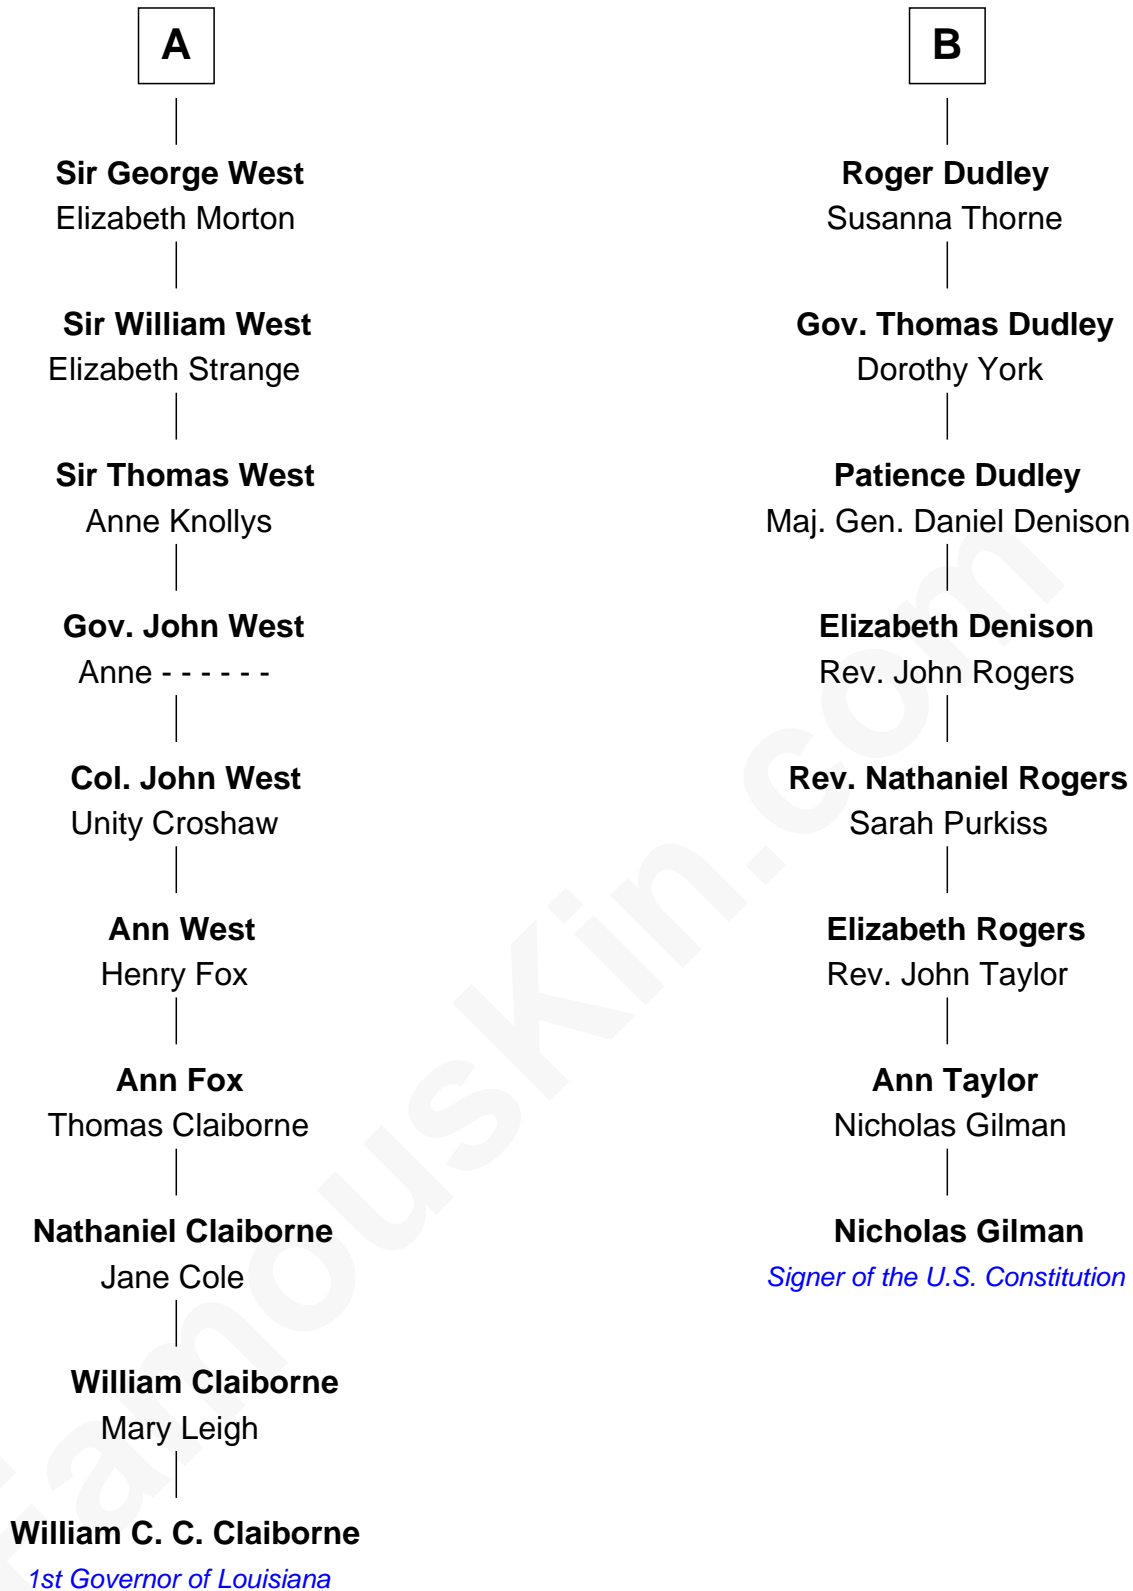 A
Sir George West
Elizabeth Morton
Sir William West
Elizabeth Strange
Sir Thomas West
Anne Knollys
Gov. John West
Anne - - - - - -
Col. John West
Unity Croshaw
Ann West
Henry Fox
Ann Fox
Thomas Claiborne
Nathaniel Claiborne
Jane Cole
William Claiborne
Mary Leigh
William C. C. Claiborne
1st Governor of Louisiana
B
Roger Dudley
Susanna Thorne
Gov. Thomas Dudley
Dorothy York
Patience Dudley
Maj. Gen. Daniel Denison
Elizabeth Denison
Rev. John Rogers
Rev. Nathaniel Rogers
Sarah Purkiss
Elizabeth Rogers
Rev. John Taylor
Ann Taylor
Nicholas Gilman
Nicholas Gilman
Signer of the U.S. Constitution
FamousKin.com